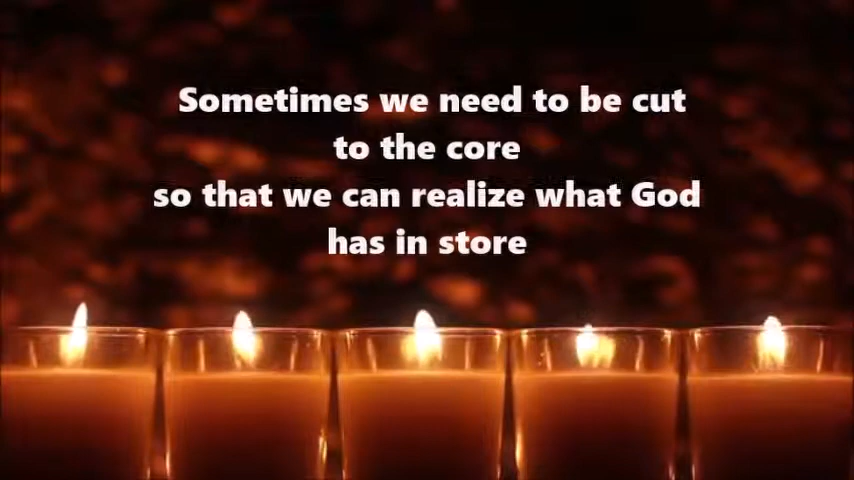 Sometimes we need to be cut
to the core
so that we can realize what God
has in store